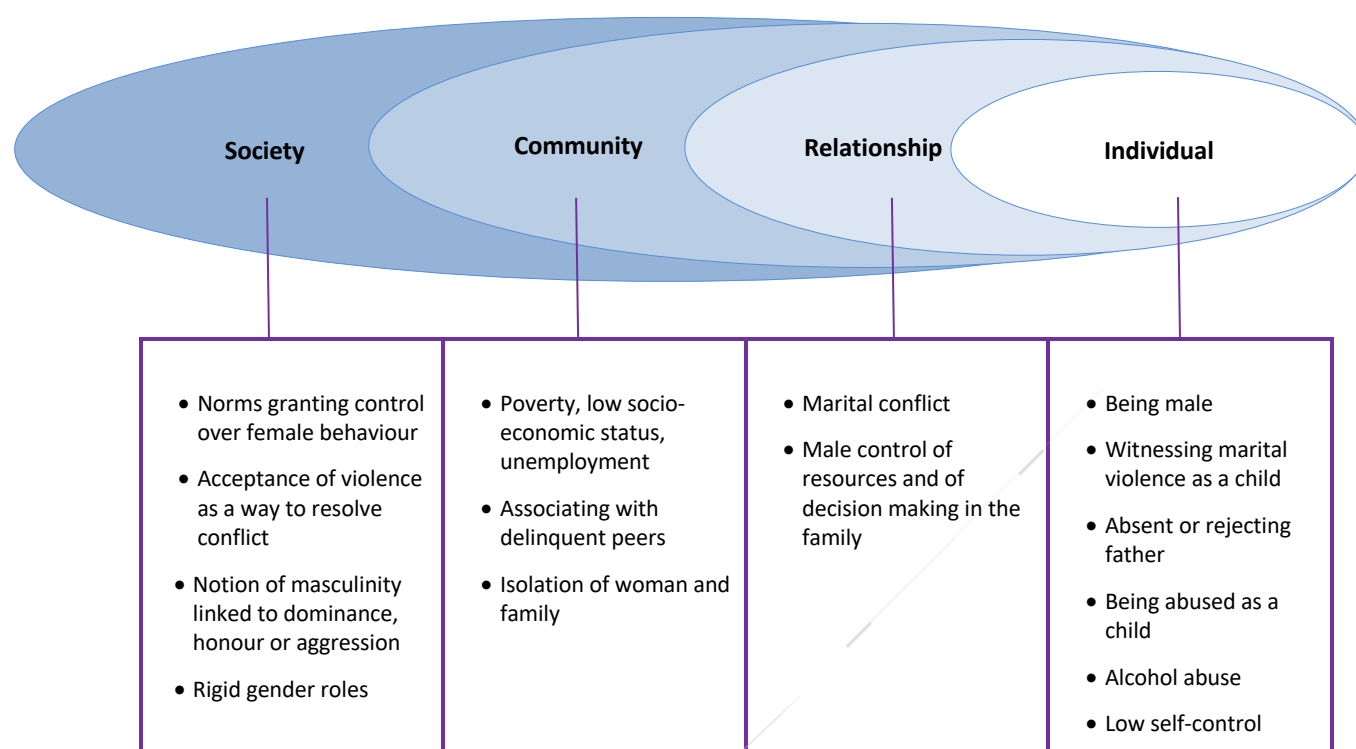 Society
Community
Relationship
Individual
• Norms granting control
over female behaviour
• Acceptance of violence
as a way to resolve
conflict
• Notion of masculinity
linked to dominance,
honour or aggression
• Rigid gender roles
• Poverty, low socio-
economic status,
unemployment
• Associating with
delinquent peers
• Isolation of woman and
family
• Marital conflict
• Male control of
resources and of
decision making in the
family
• Being male
• Witnessing marital
violence as a child
• Absent or rejecting
father
• Being abused as a
child
• Alcohol abuse
• Low self-control